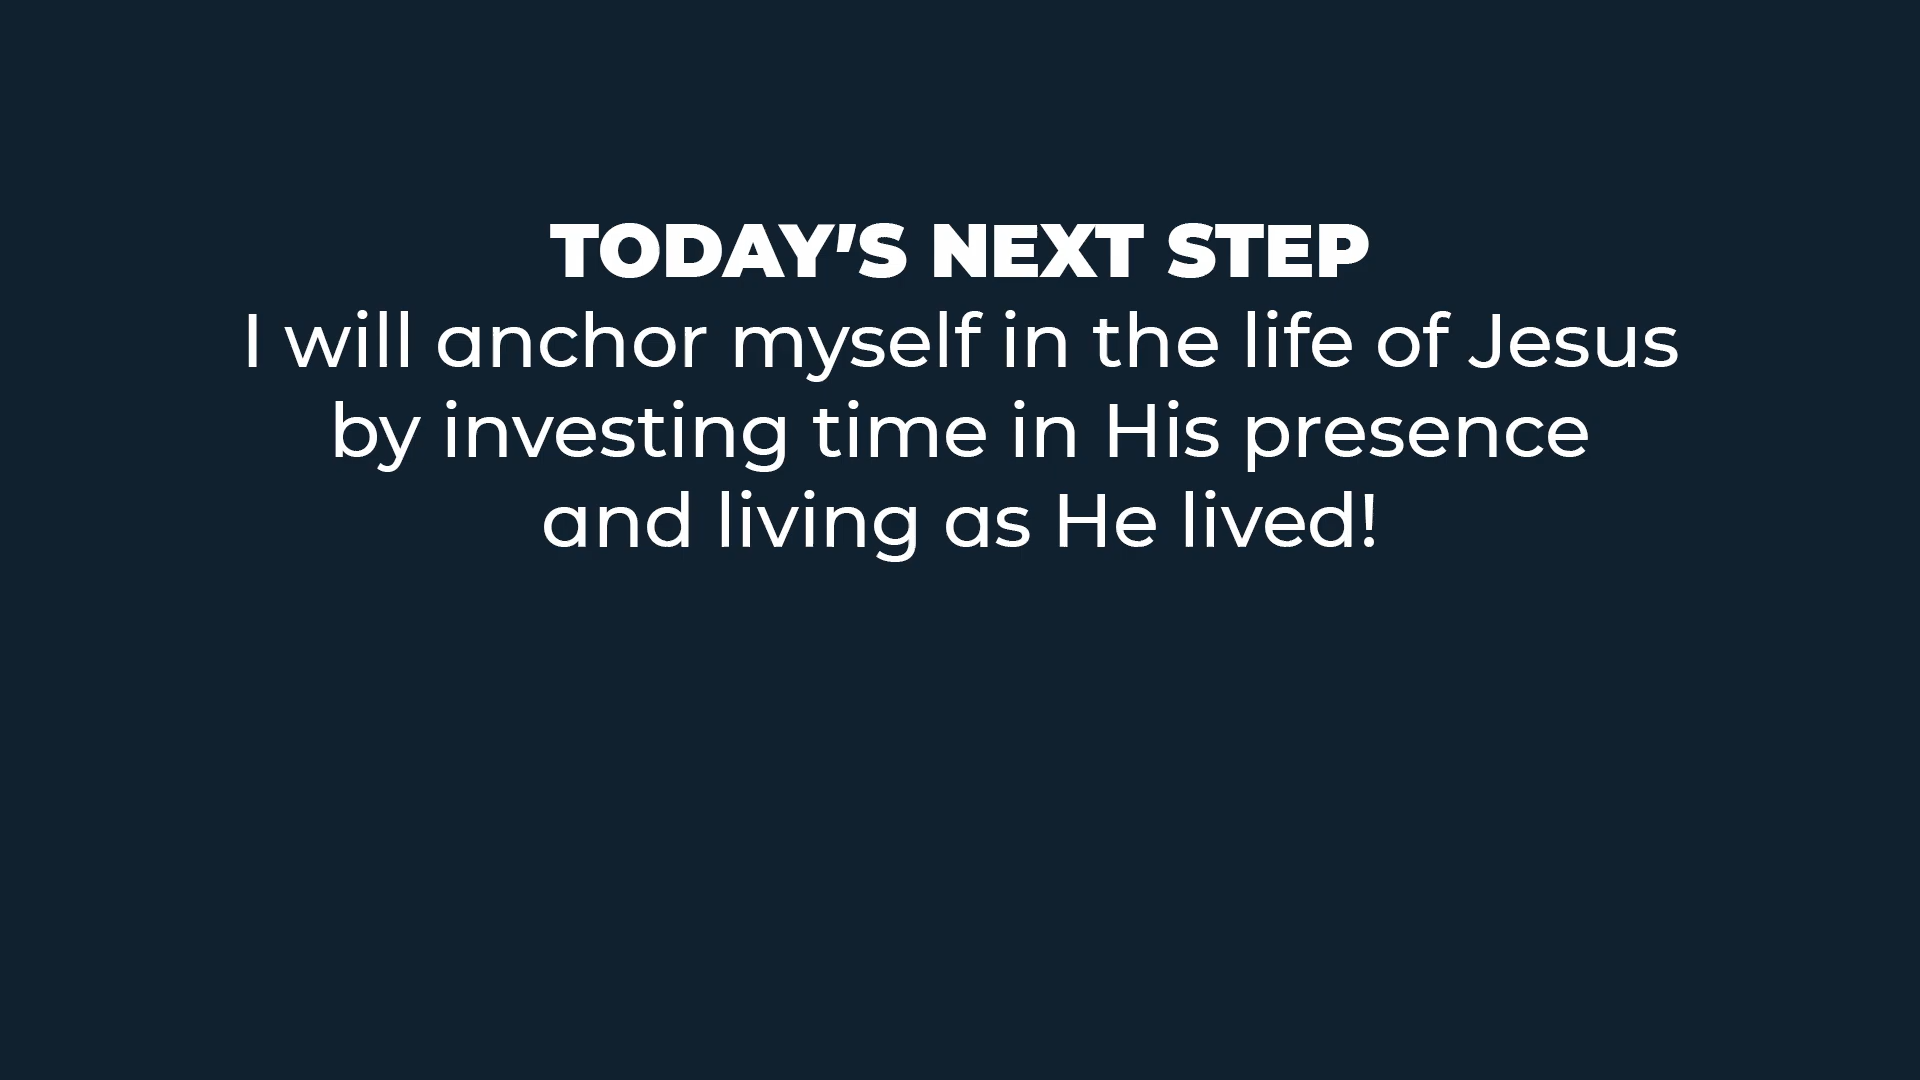 TODAY'S NEXT STEP
I will anchor myself in the life of Jesus
by investing time in His presence
and living as He lived!